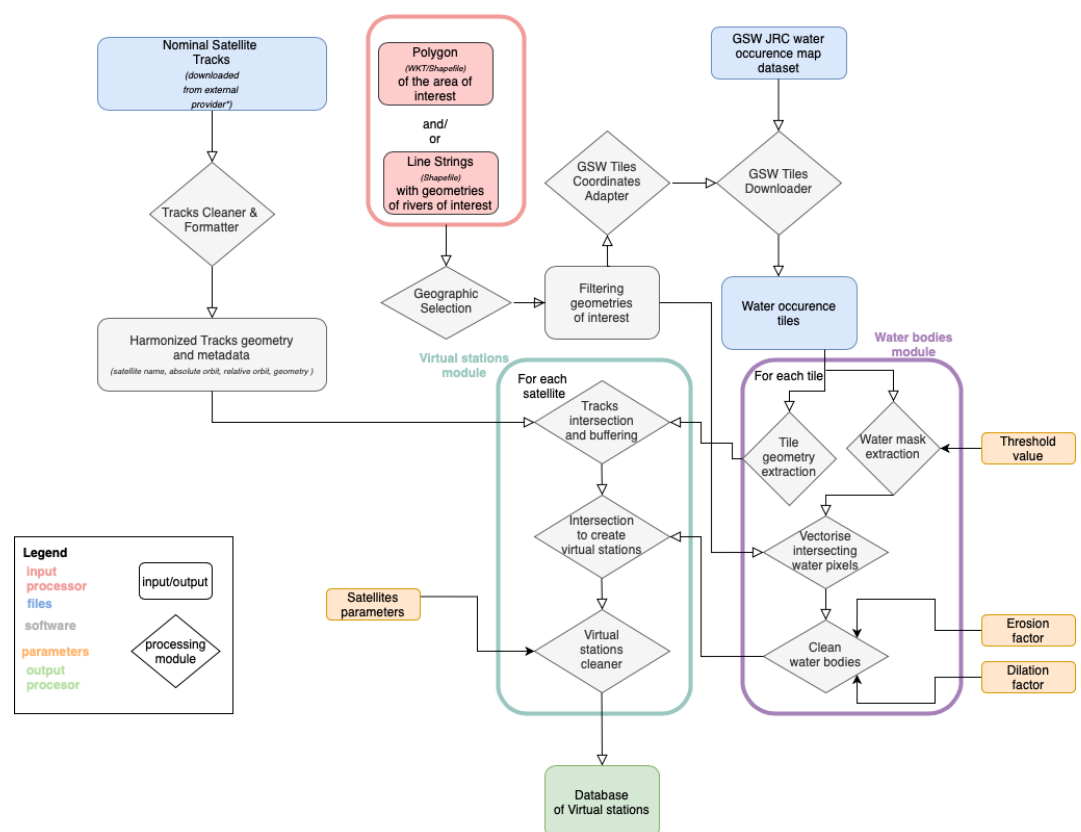 Nominal Satellite
Tracks
(downloaded
from external
provider*)
Polygon
(WKT/Shapefile)
of the area of
interest
and/
or
Line Strings
(Shapefile)
with geometries
of rivers of interest
GSW JRC water
occurence map
dataset
Tracks Cleaner &
Formatter
GSW Tiles
Coordinates
Adapter
GSW Tiles
Downloader
Geographic
Selection
Filtering
geometries
of interest
Water occurence
tiles
Harmonized Tracks geometry
and metadata
(satellite name, absolute orbit, relative orbit, geometry )
Virtual stations
module
Water bodies
module
For each
satellite
For each tile
Tracks
intersection
and buffering
Tile
geometry
extraction
Water mask
extraction
Threshold
value
Intersection
to create
virtual stations
Vectorise
intersecting
water pixels
Satellites
parameters
Virtual
stations
cleaner
Clean
water bodies
Erosion
factor
Dilation
factor
Database
of Virtual stations
Legend
input
processor
files
software
parameters
output
procesor
input/output
processing
module